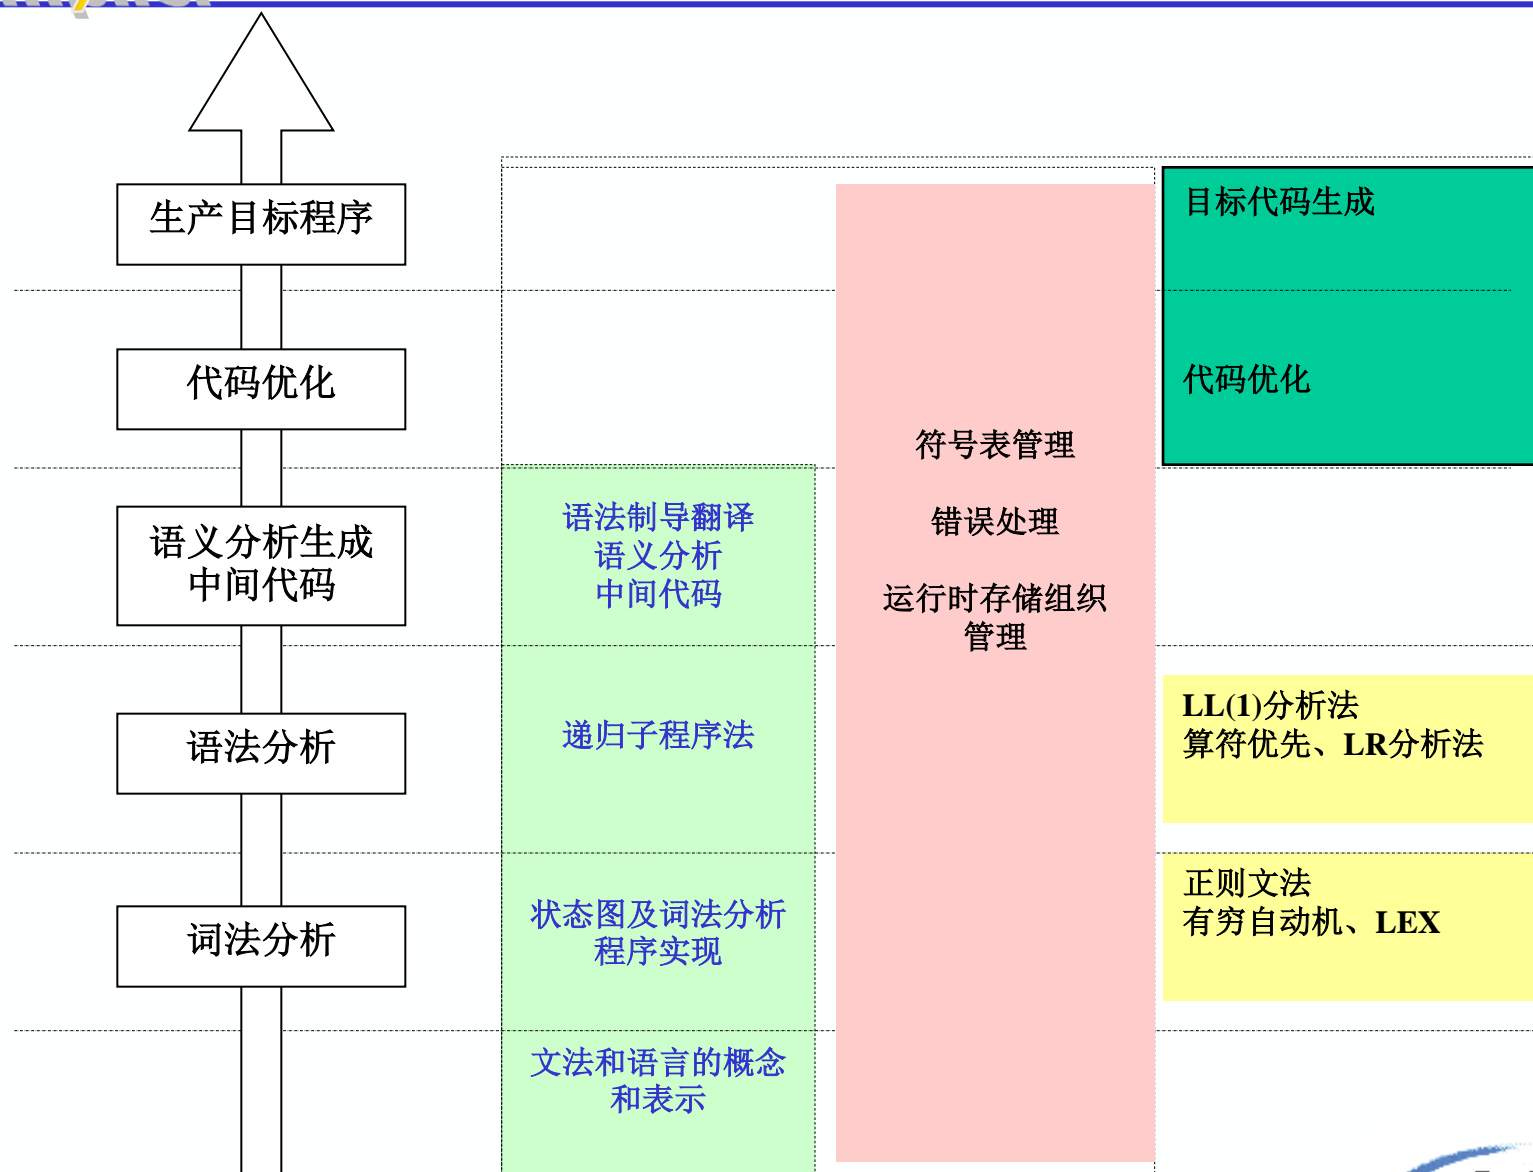 生产目标程序
目标代码生成
代码优化
代码优化
符号表管理
错误处理
运行时存储组织
管理
语义分析生成
中间代码
语法制导翻译
语义分析
中间代码
语法分析
递归子程序法
LL(1)分析法
算符优先、LR分析法
词法分析
状态图及词法分析
程序实现
正则文法
有穷自动机、LEX
文法和语言的概念
和表示